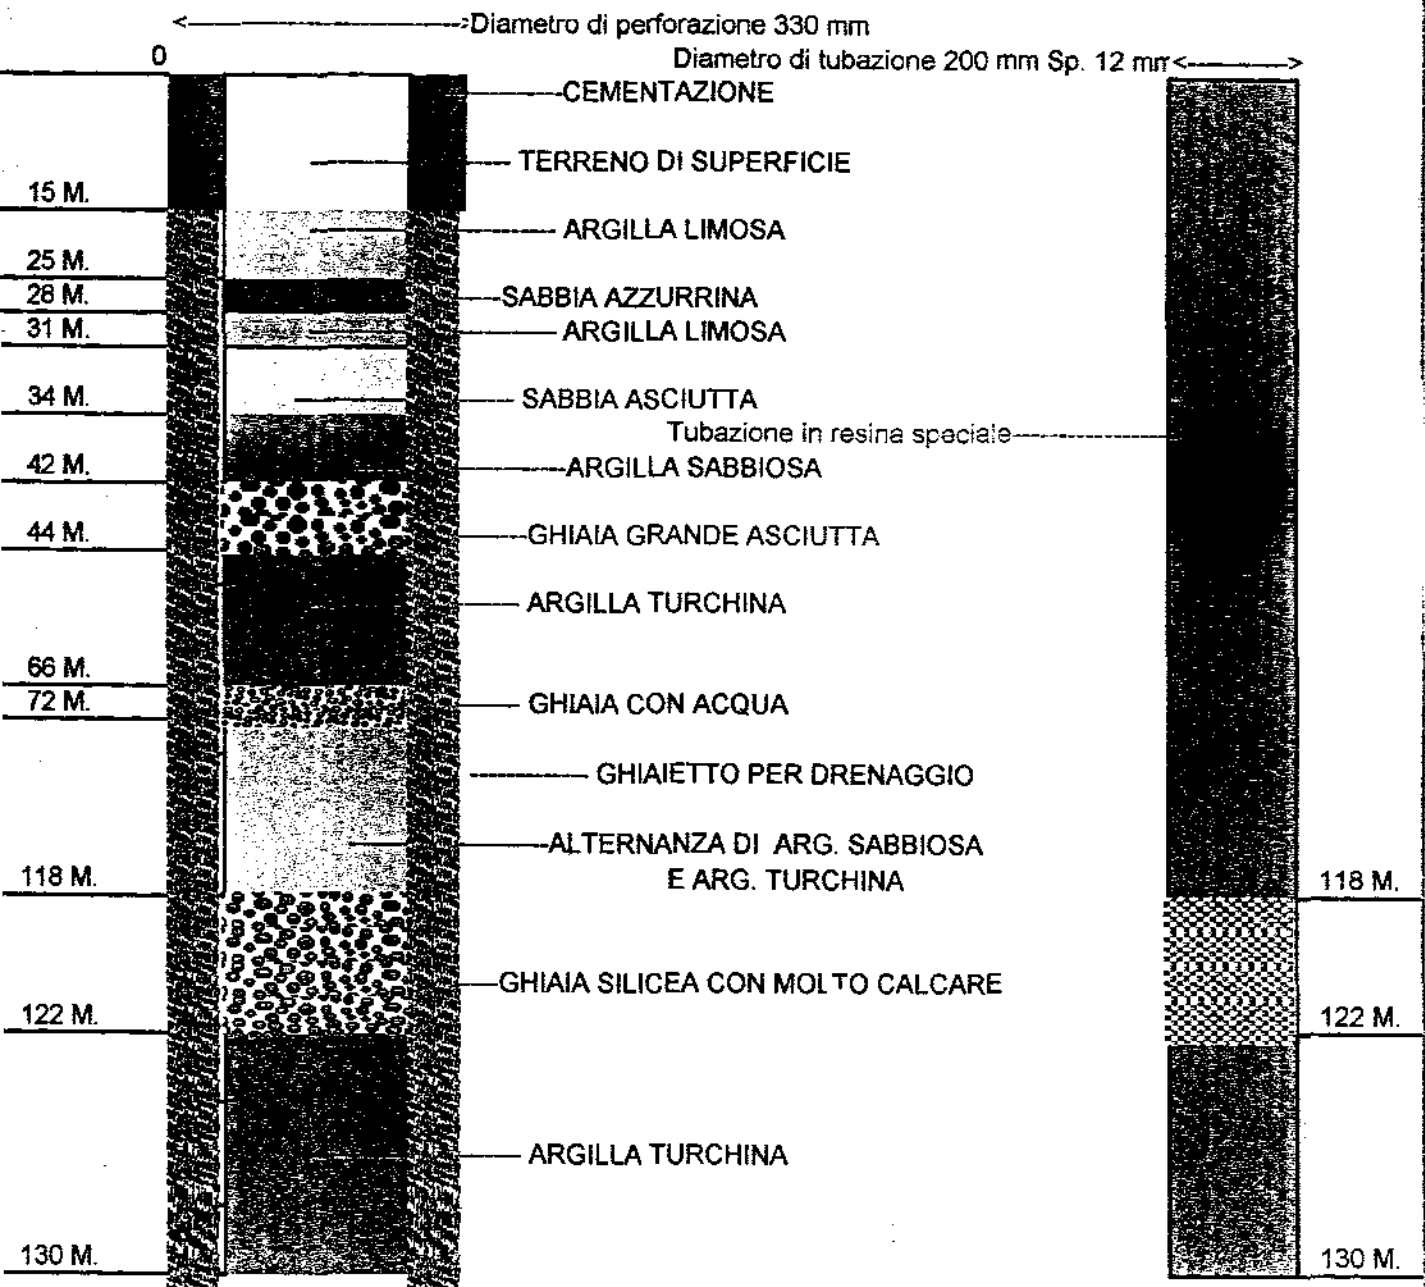 Diametro di perforazione 330 mm
0
Diametro di tubazione 200 mm Sp. 12 mm
CEMENTAZIONE
TERRENO DI SUPERFICIE
15 M.
ARGILLA LIMOSA
25 M.
28 M.
SABBIA AZZURRINA
31 M.
ARGILLA LIMOSA
34 M.
SABBIA ASCIUTTA
Tubazione in resina speciale
42 M.
ARGILLA SABBIOSA
44 M.
GHIAIA GRANDE ASCIUTTA
ARGILLA TURCHINA
66 M.
72 M.
GHIAIA CON ACQUA
GHIAIETTO PER DRENAGGIO
ALTERNANZA DI ARG. SABBIOSA
E ARG. TURCHINA
118 M.
118 M.
GHIAIA SILICEA CON MOLTO CALCARE
122 M.
122 M.
ARGILLA TURCHINA
130 M.
130 M.